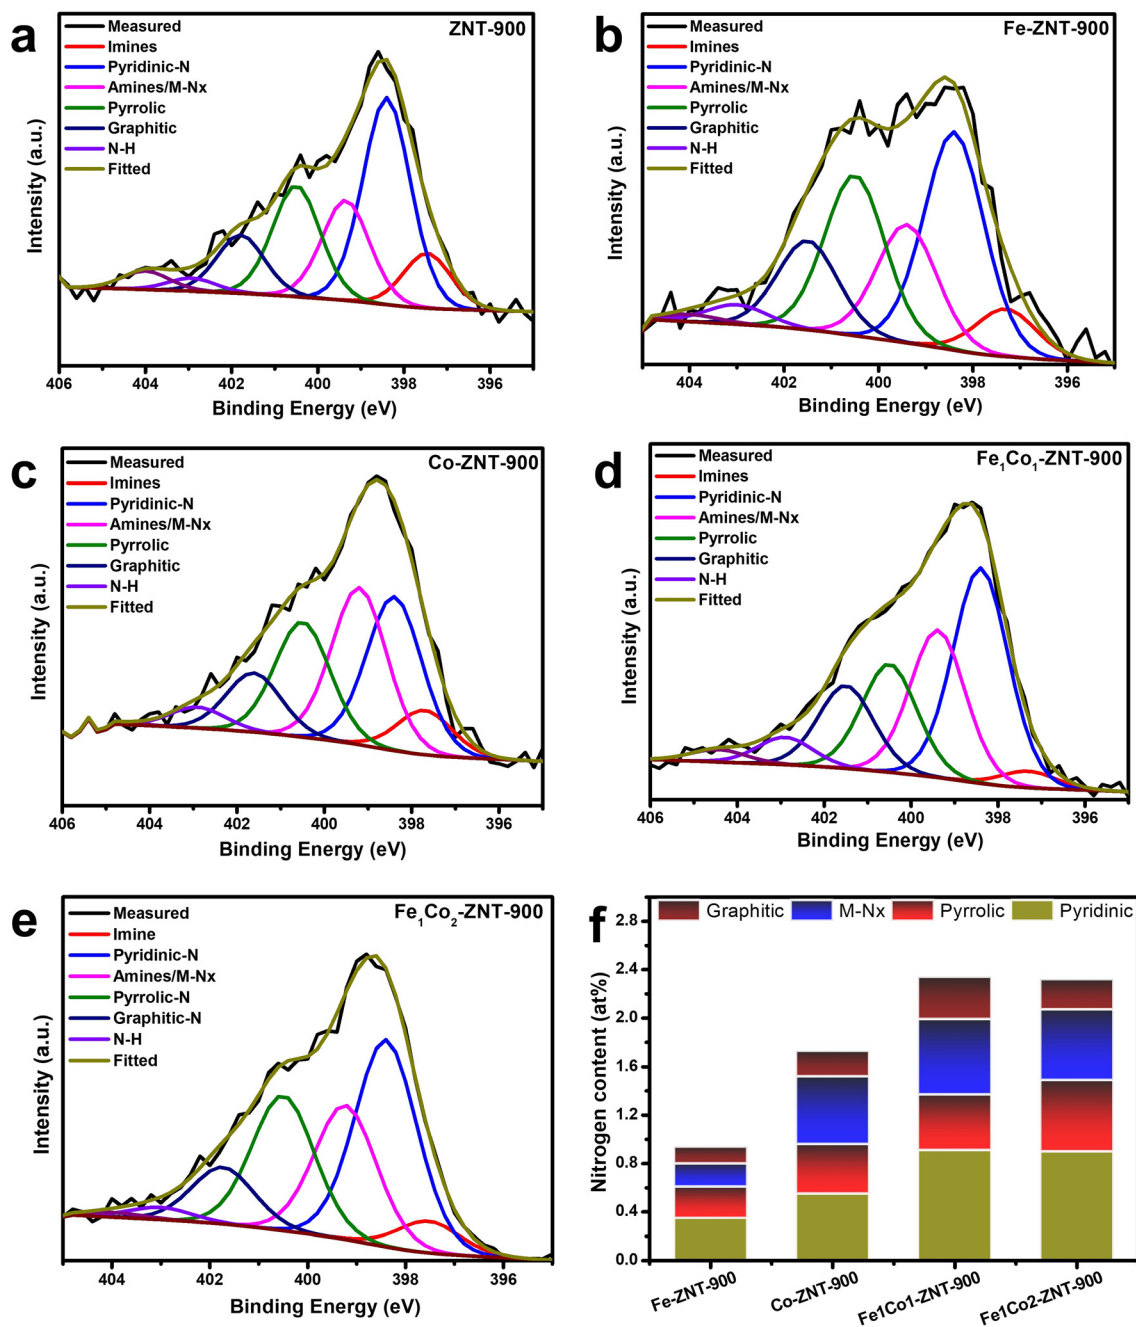 a
ZNT-900
Measured
Imines
Pyridinic-N
Amines/M-Nx
Pyrrolic
Graphitic
N-H
Fitted
Intensity (a.u.)
406 404 402 400 398 396
Binding Energy (eV)
b
Fe-ZNT-900
Measured
Imines
Pyridinic-N
Amines/M-Nx
Pyrrolic
Graphitic
N-H
Fitted
Intensity (a.u.)
404 402 400 398 396
Binding Energy (eV)
c
Co-ZNT-900
Measured
Imines
Pyridinic-N
Amines/M-Nx
Pyrrolic
Graphitic
N-H
Fitted
Intensity (a.u.)
406 404 402 400 398 396
Binding Energy (eV)
d
Fe₁Co₁-ZNT-900
Measured
Imines
Pyridinic-N
Amines/M-Nx
Pyrrolic
Graphitic
N-H
Fitted
Intensity (a.u.)
406 404 402 400 398 396
Binding Energy (eV)
e
Fe₁Co₂-ZNT-900
Measured
Imine
Pyridinic-N
Amines/M-Nx
Pyrrolic-N
Graphitic-N
N-H
Fitted
Intensity (a.u.)
404 402 400 398 396
Binding Energy (eV)
f
Graphitic M-Nx Pyrrolic Pyridinic
Nitrogen content (at%)
2.8
2.4
2.0
1.6
1.2
0.8
0.4
0.0
Fe-ZNT-900
Co-ZNT-900
Fe1Co1-ZNT-900
Fe1Co2-ZNT-900